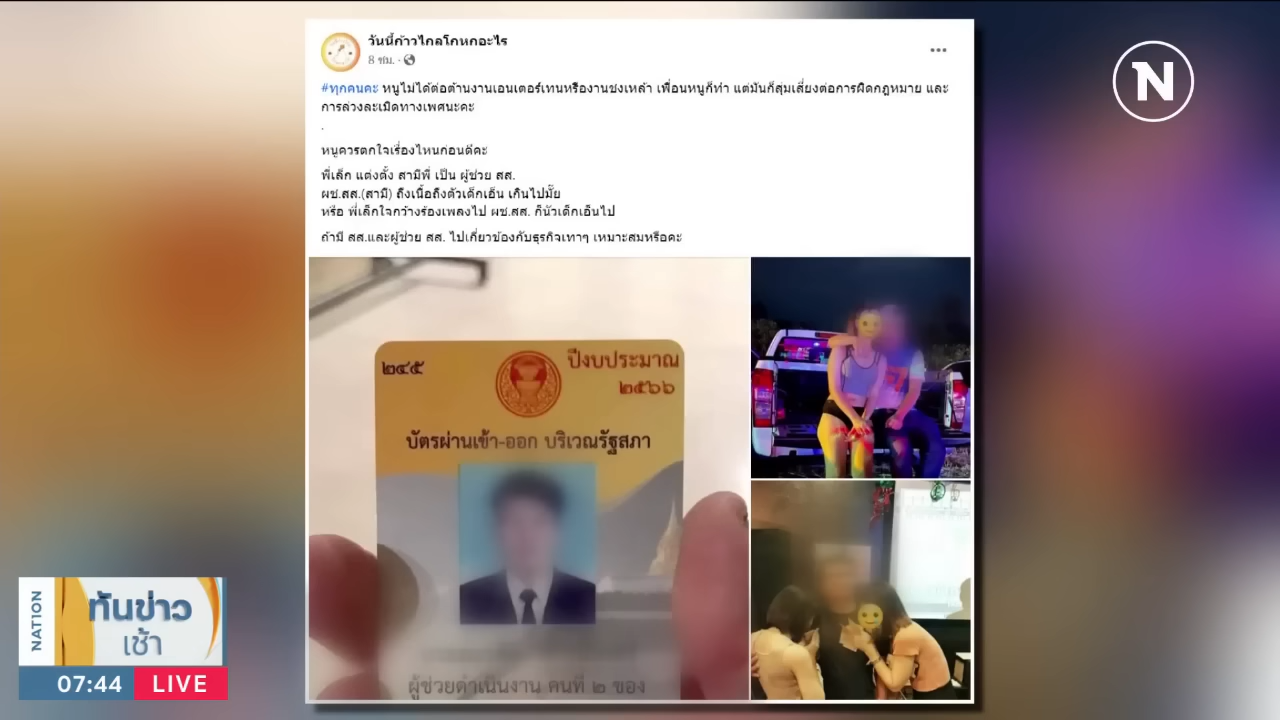 วันนี้ก้าวไกลโกหกอะไร
8 ชม.
#ทุกคนคะ หนูไม่ได้ต่อต้านงานเอนเตอร์เทนหรืองานชงเหล้า เพื่อนหนูก็ทำ แต่มันก็สุ่มเสี่ยงต่อการผิดกฎหมาย และ
การล่วงละเมิดทางเพศนะคะ
.
หนูควรตกใจเรื่องไหนก่อนดีคะ
พี่เล็ก แต่งตั้ง สามีพี่ เป็น ผู้ช่วย สส.
ผช.สส.(สามี) ถึงเนื้อถึงตัวเด็กเอ็น เกินไปมั๊ย
หรือ พี่เล็กใจกว้างร้องเพลงไป ผช.สส. ก็นัวเด็กเอ็นไป
ถ้ามี สส.และผู้ช่วย สส. ไปเกี่ยวข้องกับธุรกิจเทาๆ เหมาะสมหรือคะ
N
๒๔๕
ปีงบประมาณ
๒๕๖๖
บัตรผ่านเข้า-ออก บริเวณรัฐสภา
ผู้ช่วยดำเนินงาน คนที่ ๒ ของ
NATION
ทันข่าว
เช้า
07:44 LIVE